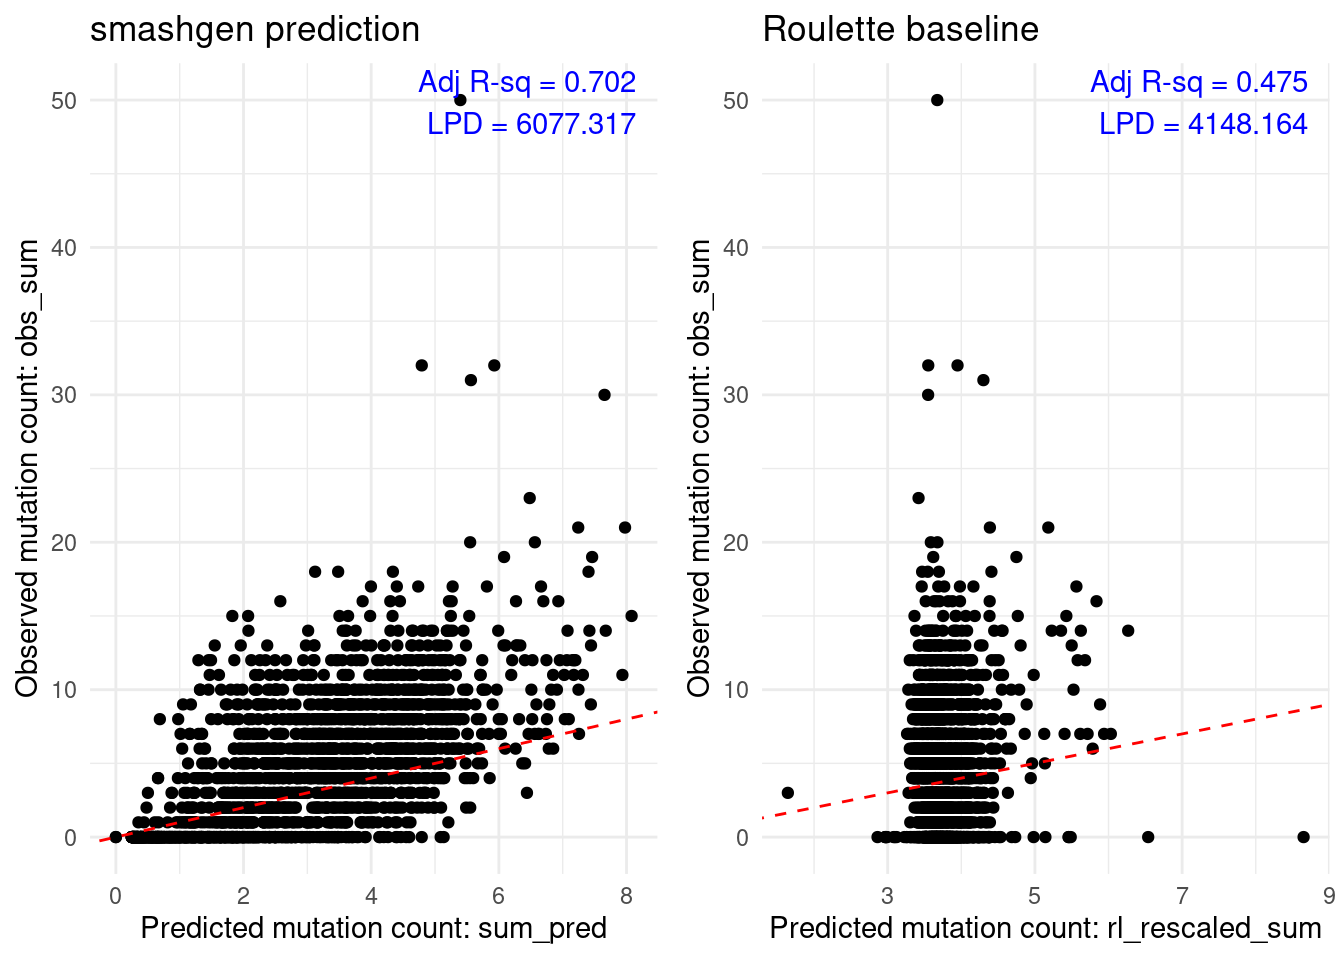 smashgen prediction
Adj R-sq = 0.702
LPD = 6077.317
Observed mutation count: obs_sum
50
40
30
20
10
0
0 2 4 6 8
Predicted mutation count: sum_pred
Roulette baseline
Adj R-sq = 0.475
LPD = 4148.164
Observed mutation count: obs_sum
50
40
30
20
10
0
3 5 7 9
Predicted mutation count: rl_rescaled_sum